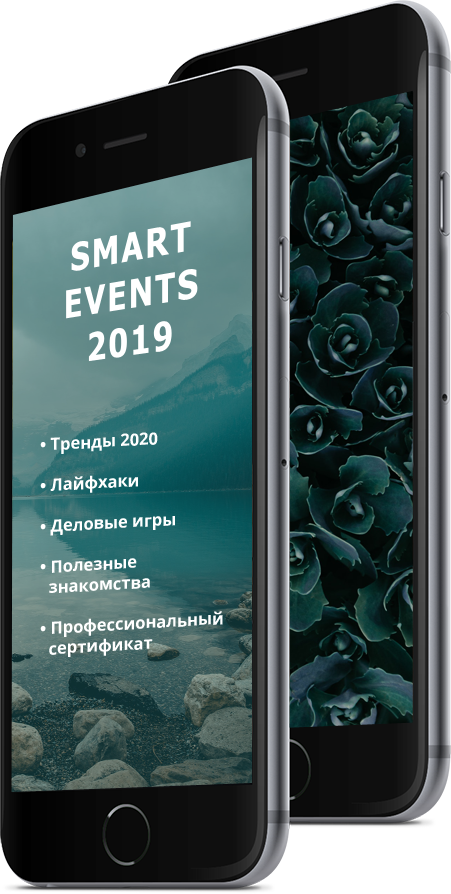 SMART
EVENTS
2019
• Тренды 2020
• Лайфхаки
• Деловые игры
• Полезные
знакомства
• Профессиональный
сертификат